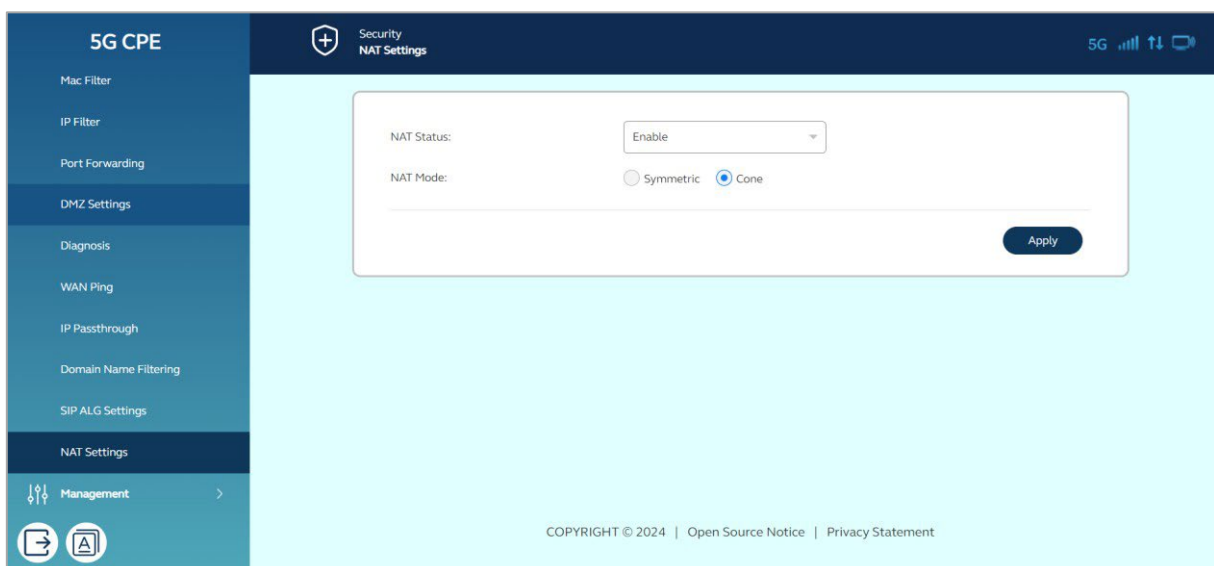 5G CPE
Mac Filter
IP Filter
Port Forwarding
DMZ Settings
Diagnosis
WAN Ping
IP Passthrough
Domain Name Filtering
SIP ALG Settings
NAT Settings
Management
A
Security
NAT Settings
5G
NAT Status:
Enable
NAT Mode:
Symmetric Cone
Apply
COPYRIGHT © 2024 | Open Source Notice | Privacy Statement